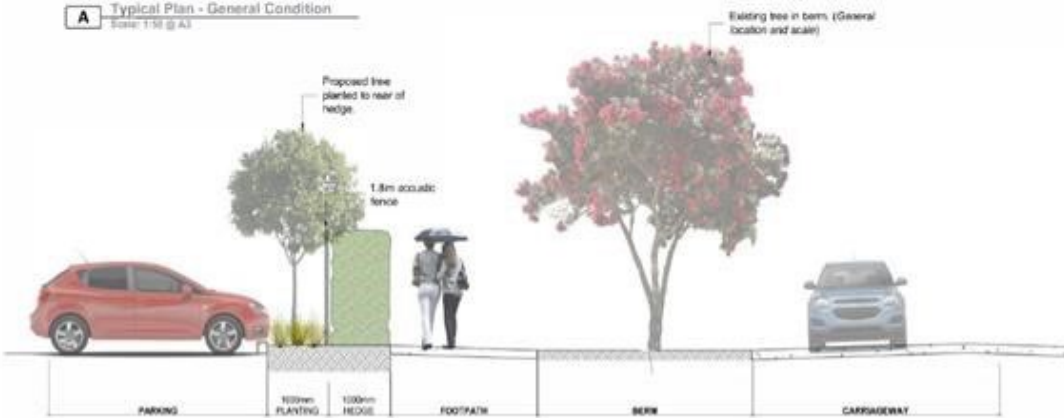 A
Typical Plan - General Condition
Scale: 1:50 @ A3
Existing tree in berm. (General
location and scale)
Proposed tree
planted to rear of
hedge.
1.8m acoustic
fence
PARKING
1000mm
PLANTING
1000mm
HEDGE
FOOTPATH
BERM
CARRIAGEWAY